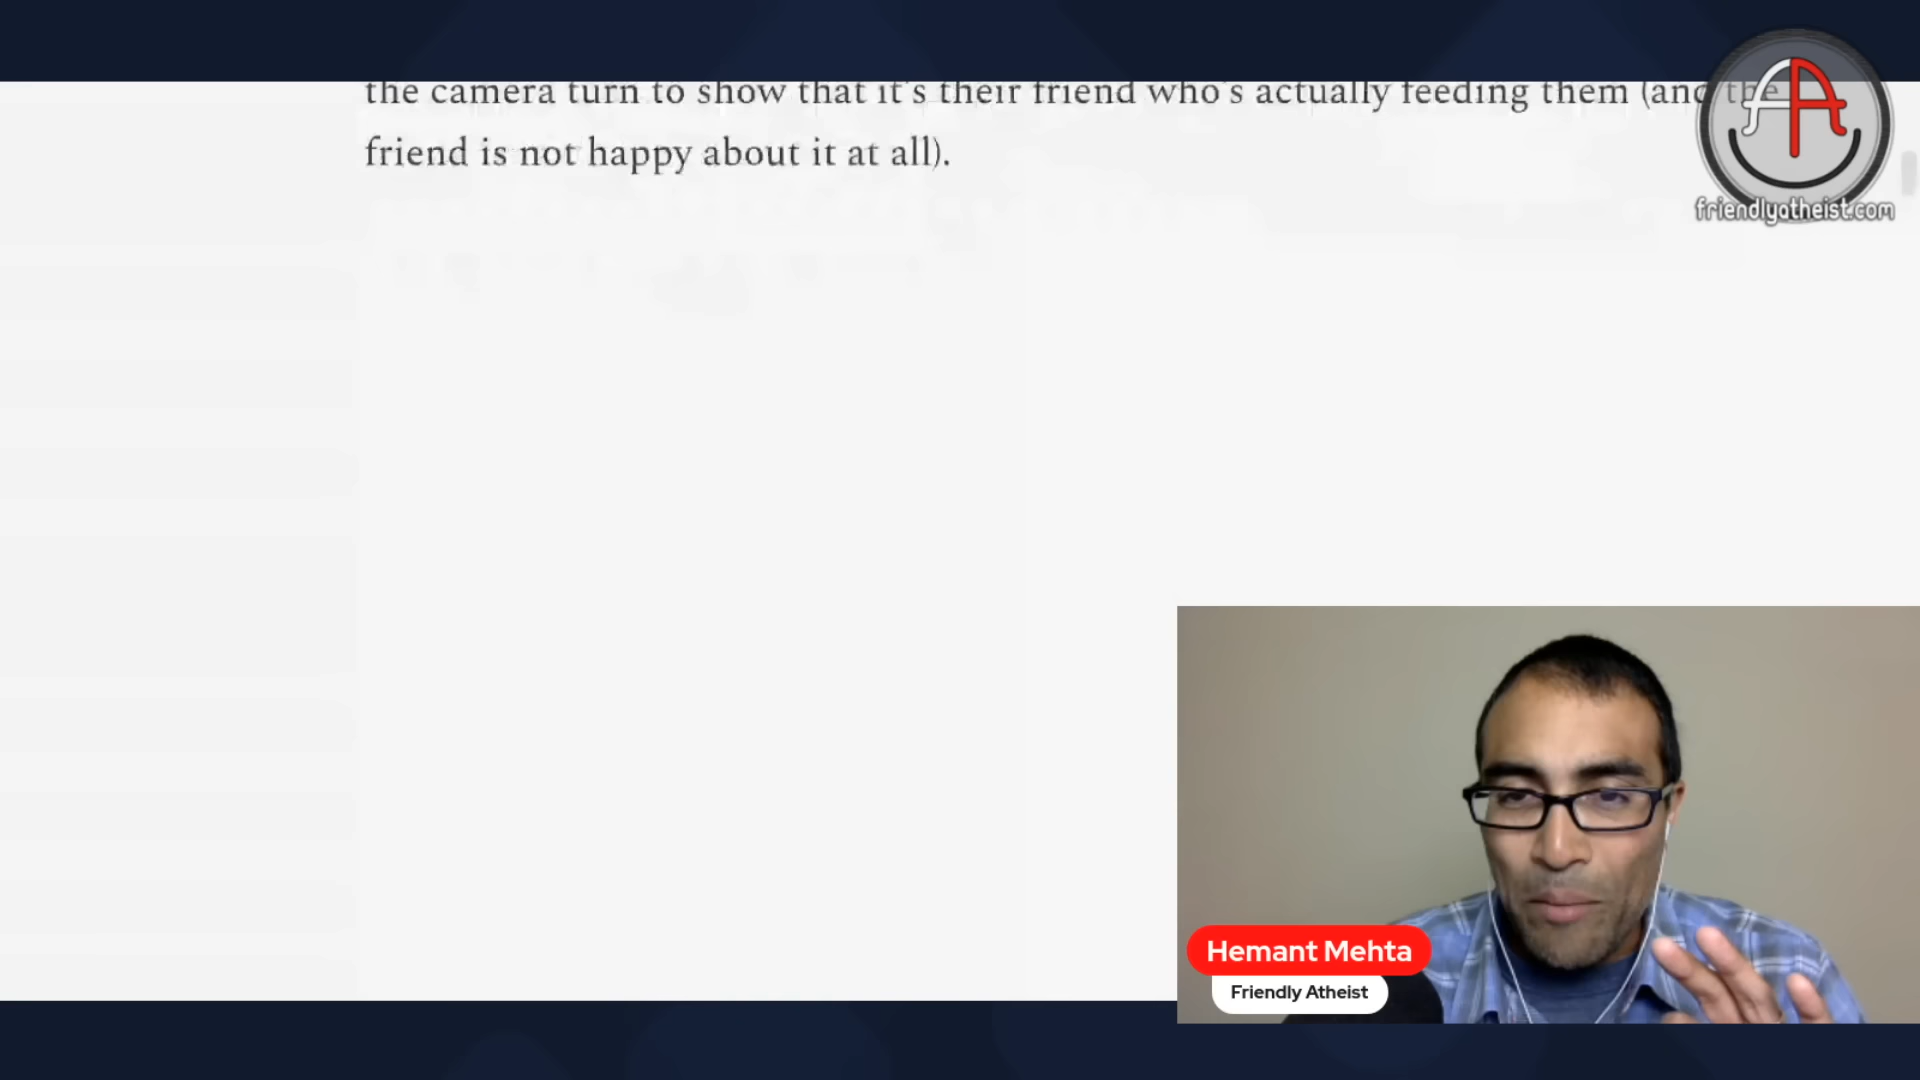 the camera turn to show that it's their friend who's actually feeding them (and the
friend is not happy about it at all).
friendlyatheist.com
Hemant Mehta
Friendly Atheist